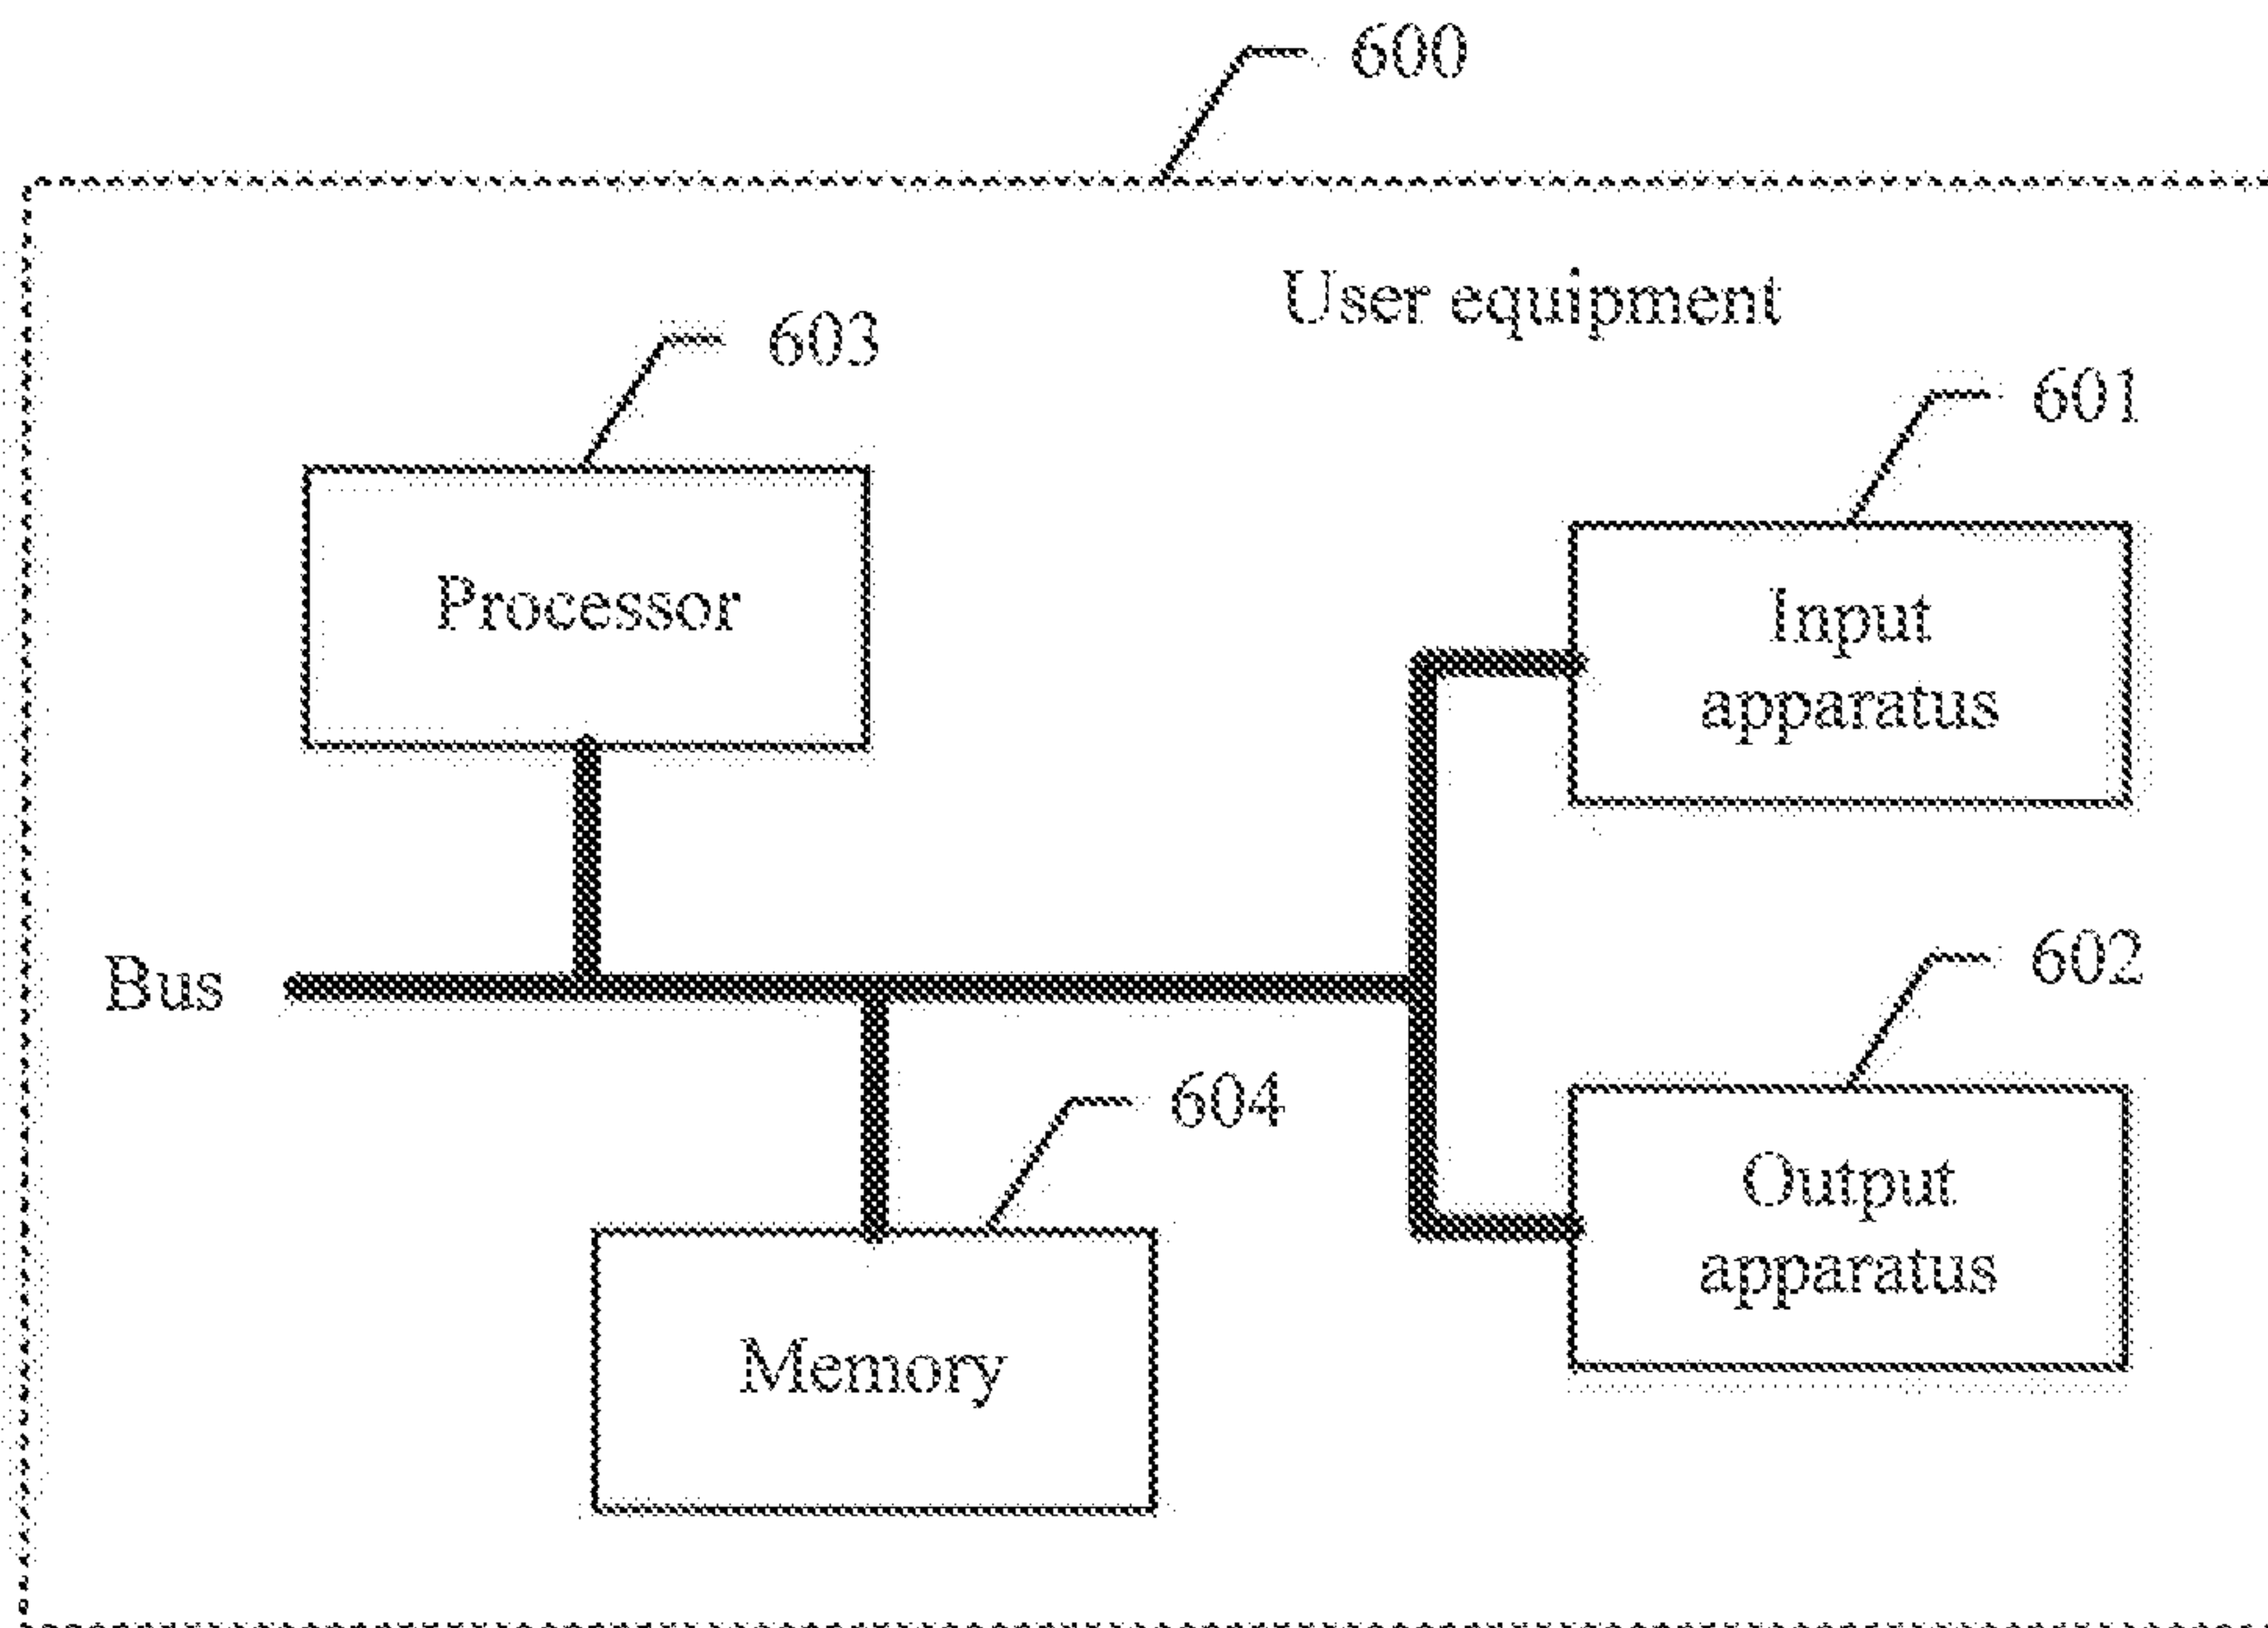 600
User equipment
603
601
Processor
Input
apparatus
Bus
602
604
Output
apparatus
Memory